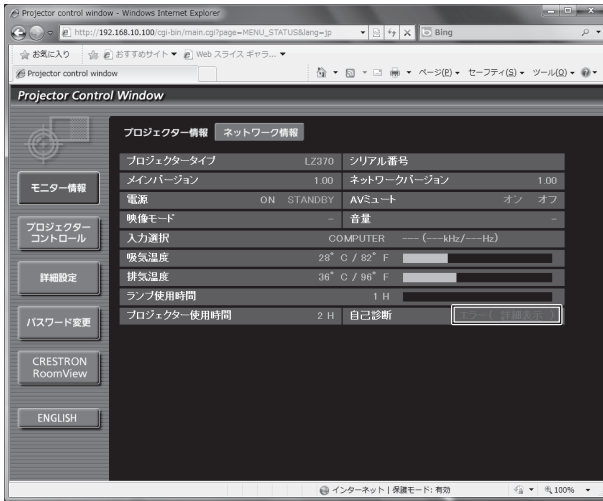 Projector control window - Windows Internet Explorer
http://192.168.10.100/cgi-bin/main.cgi?page=MENU_STATUS&lang=jp
Bing
お気に入り おすすめサイト Web スライス ギャラ...
Projector control window ページ(P) セーフティ(S) ツール(O)
Projector Control Window
プロジェクター情報 ネットワーク情報
プロジェクタータイプ LZ370 シリアル番号
メインバージョン 1.00 ネットワークバージョン 1.00
電源 ON STANDBY AVミュート オン オフ
映像モード - 音量 -
入力選択 COMPUTER --- (---kHz/---Hz)
吸気温度 28° C / 82° F
排気温度 36° C / 96° F
ランプ使用時間 1 H
プロジェクター使用時間 2 H 自己診断 エラー( 詳細表示 )
モニター情報
プロジェクター
コントロール
詳細設定
パスワード変更
CRESTRON
RoomView
ENGLISH
インターネット | 保護モード: 有効 100%